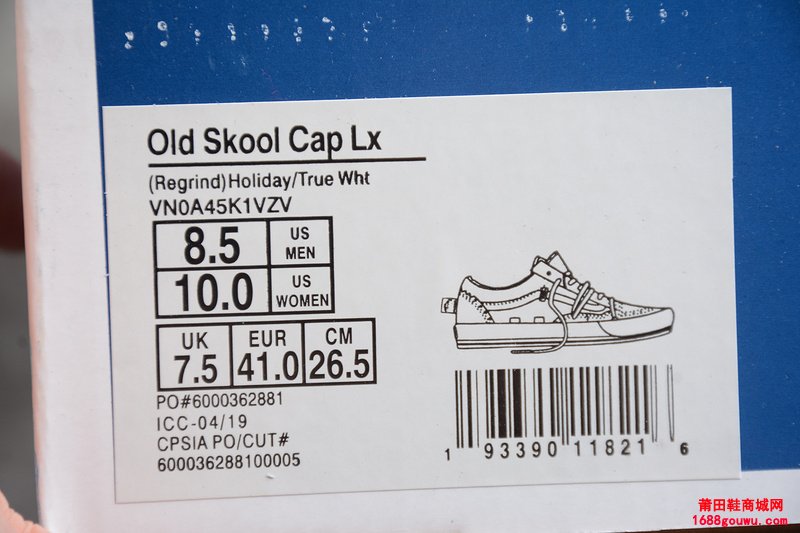 Old Skool Cap Lx
(Regrind)Holiday/True Wht
VN0A45K1VZV
8.5 US MEN
10.0 US WOMEN
UK EUR CM
7.5 41.0 26.5
PO#6000362881
ICC-04/19
CPSIA PO/CUT#
600036288100005
1 93390 11821 6
莆田鞋商城网
1688gouwu.com